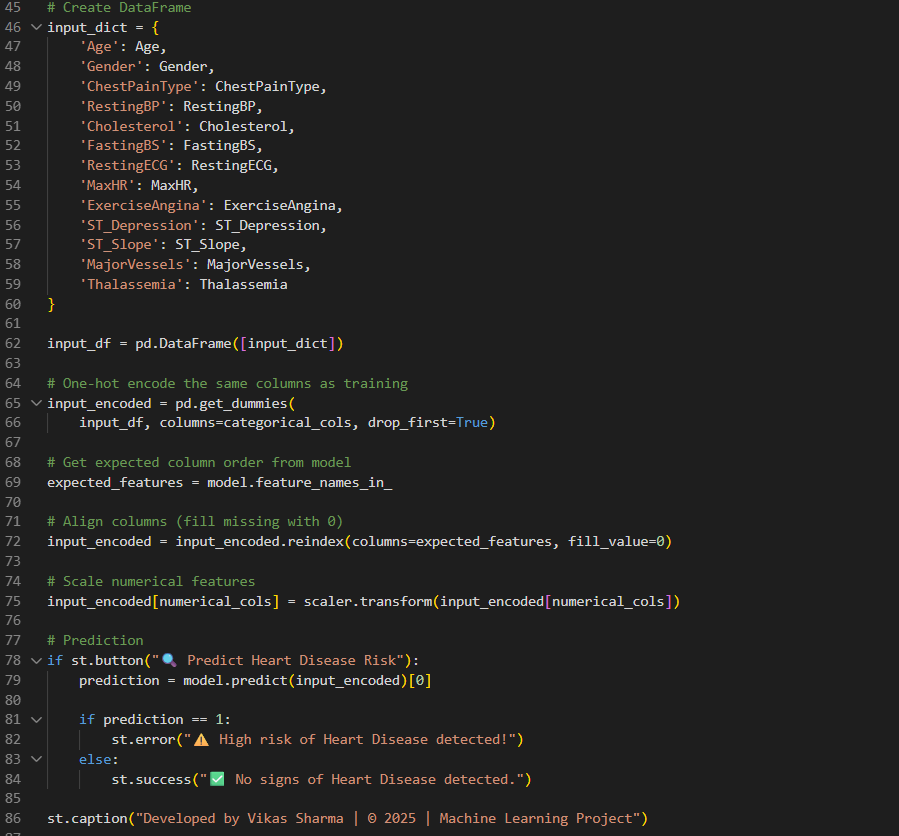 45 # Create DataFrame
46 input_dict = {
47     'Age': Age,
48     'Gender': Gender,
49     'ChestPainType': ChestPainType,
50     'RestingBP': RestingBP,
51     'Cholesterol': Cholesterol,
52     'FastingBS': FastingBS,
53     'RestingECG': RestingECG,
54     'MaxHR': MaxHR,
55     'ExerciseAngina': ExerciseAngina,
56     'ST_Depression': ST_Depression,
57     'ST_Slope': ST_Slope,
58     'MajorVessels': MajorVessels,
59     'Thalassemia': Thalassemia
60 }
61
62 input_df = pd.DataFrame([input_dict])
63
64 # One-hot encode the same columns as training
65 input_encoded = pd.get_dummies(
66     input_df, columns=categorical_cols, drop_first=True)
67
68 # Get expected column order from model
69 expected_features = model.feature_names_in_
70
71 # Align columns (fill missing with 0)
72 input_encoded = input_encoded.reindex(columns=expected_features, fill_value=0)
73
74 # Scale numerical features
75 input_encoded[numerical_cols] = scaler.transform(input_encoded[numerical_cols])
76
77 # Prediction
78 if st.button("🔍 Predict Heart Disease Risk"):
79     prediction = model.predict(input_encoded)[0]
80
81     if prediction == 1:
82         st.error("⚠️ High risk of Heart Disease detected!")
83     else:
84         st.success("✅ No signs of Heart Disease detected.")
85
86 st.caption("Developed by Vikas Sharma | © 2025 | Machine Learning Project")
87